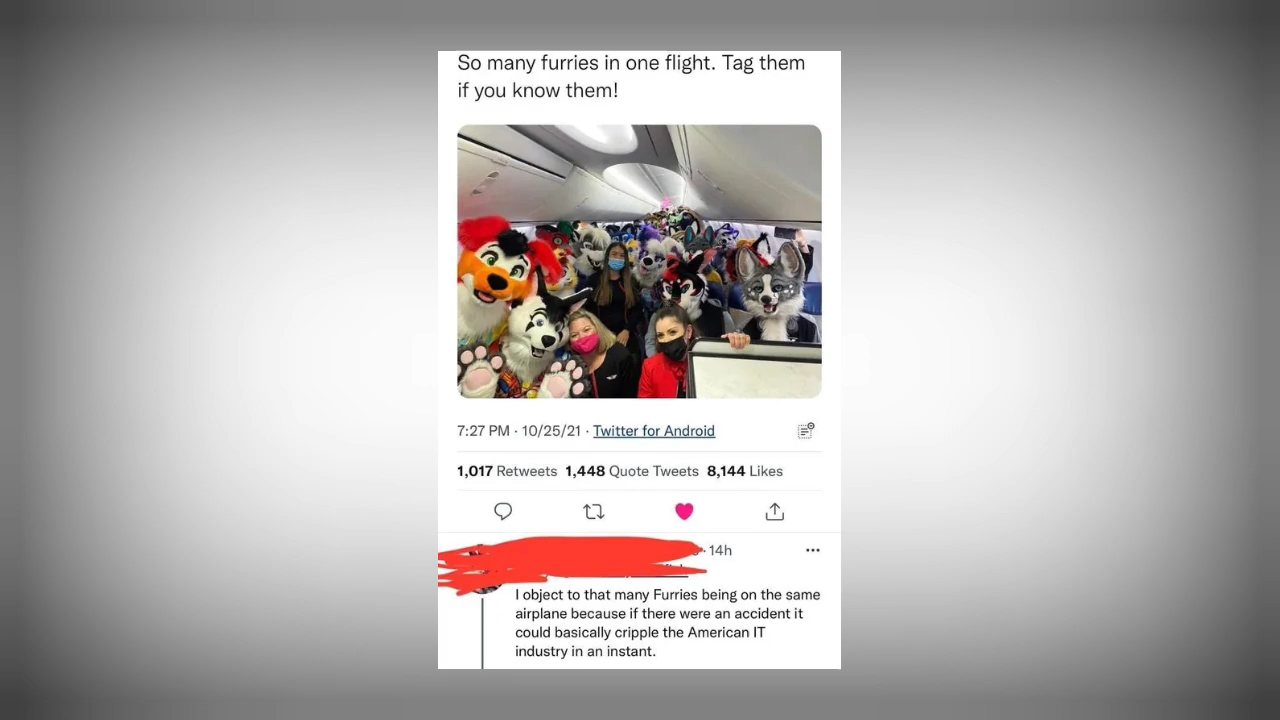 So many furries in one flight. Tag them
if you know them!
7:27 PM · 10/25/21 · Twitter for Android
1,017 Retweets 1,448 Quote Tweets 8,144 Likes
· 14h
I object to that many Furries being on the same
airplane because if there were an accident it
could basically cripple the American IT
industry in an instant.